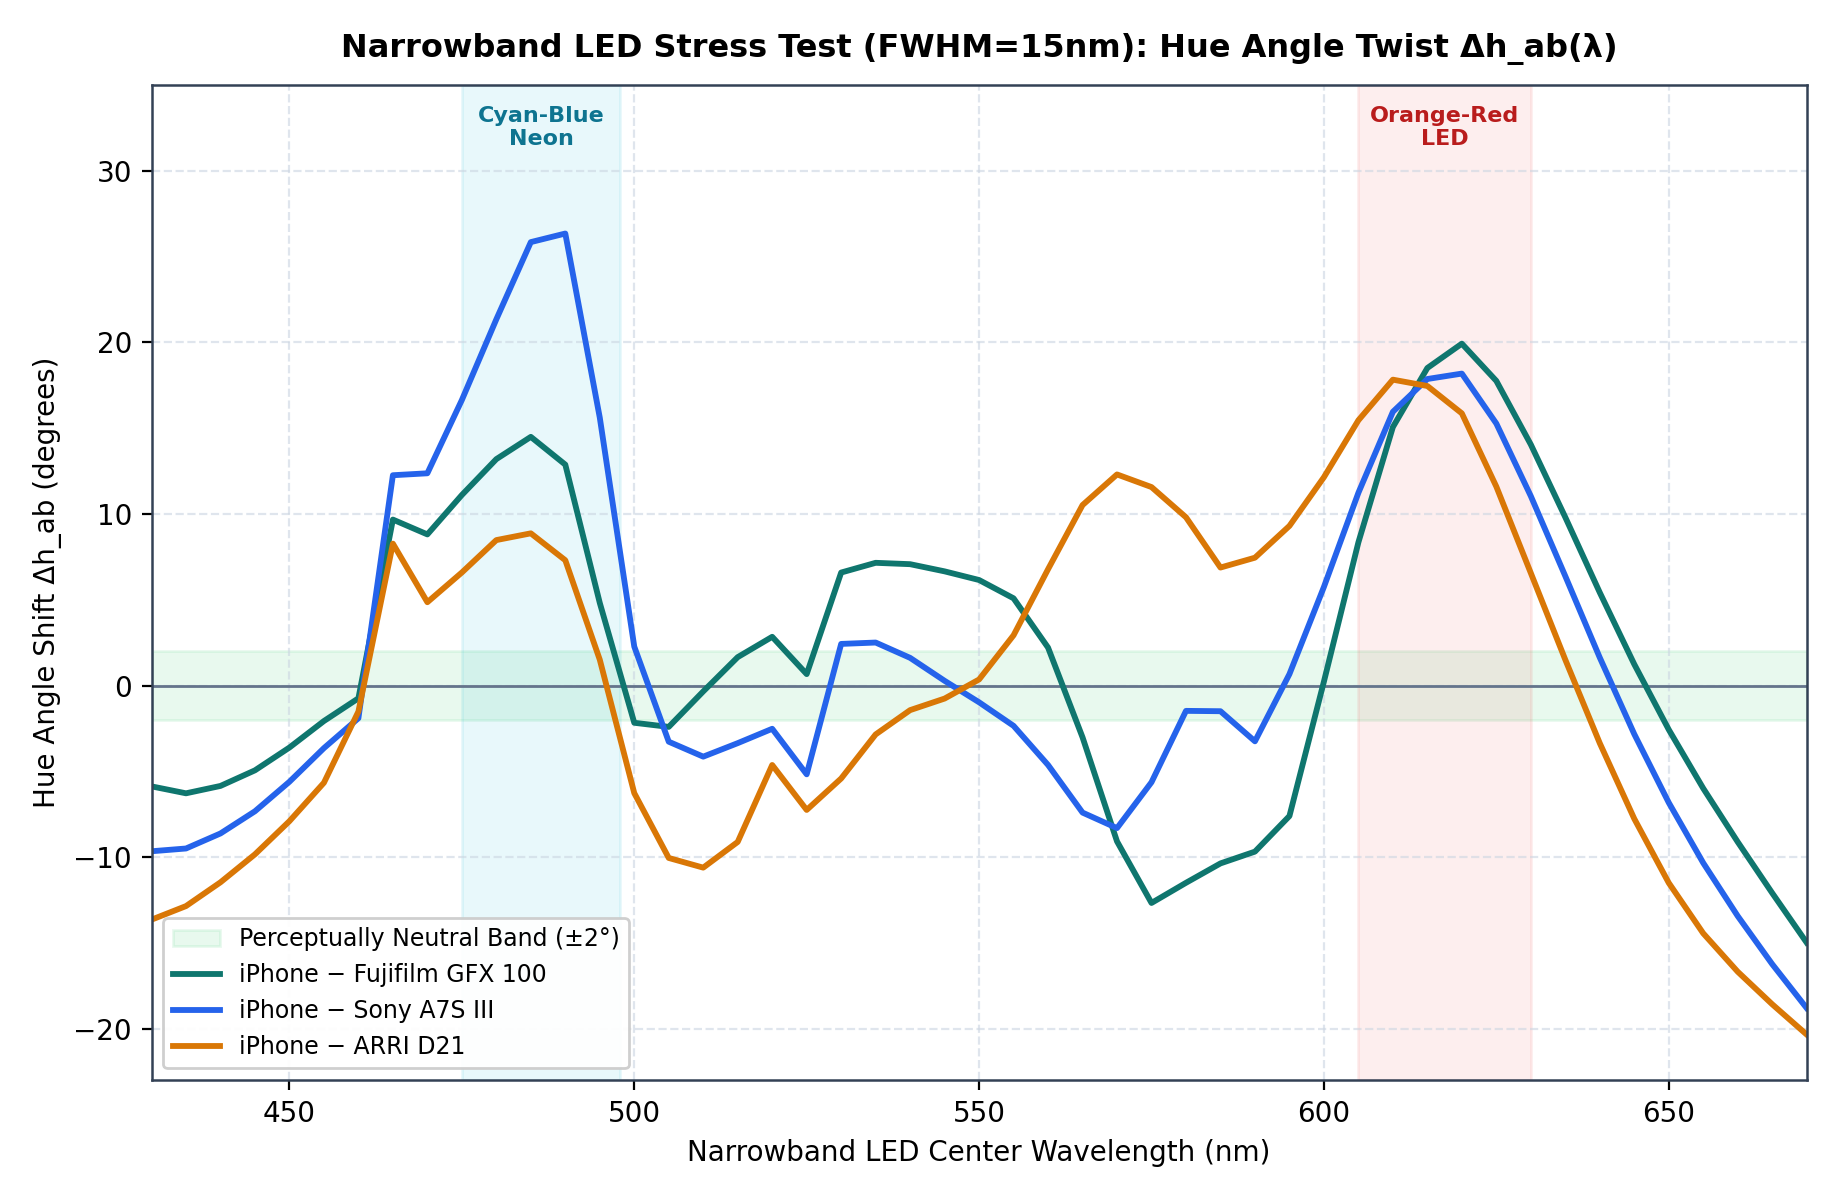 Narrowband LED Stress Test (FWHM=15nm): Hue Angle Twist Δh_ab(λ)
Cyan-Blue
Neon
Orange-Red
LED
Hue Angle Shift Δh_ab (degrees)
30
20
10
0
−10
−20
Perceptually Neutral Band (±2°)
iPhone − Fujifilm GFX 100
iPhone − Sony A7S III
iPhone − ARRI D21
450
500
550
600
650
Narrowband LED Center Wavelength (nm)